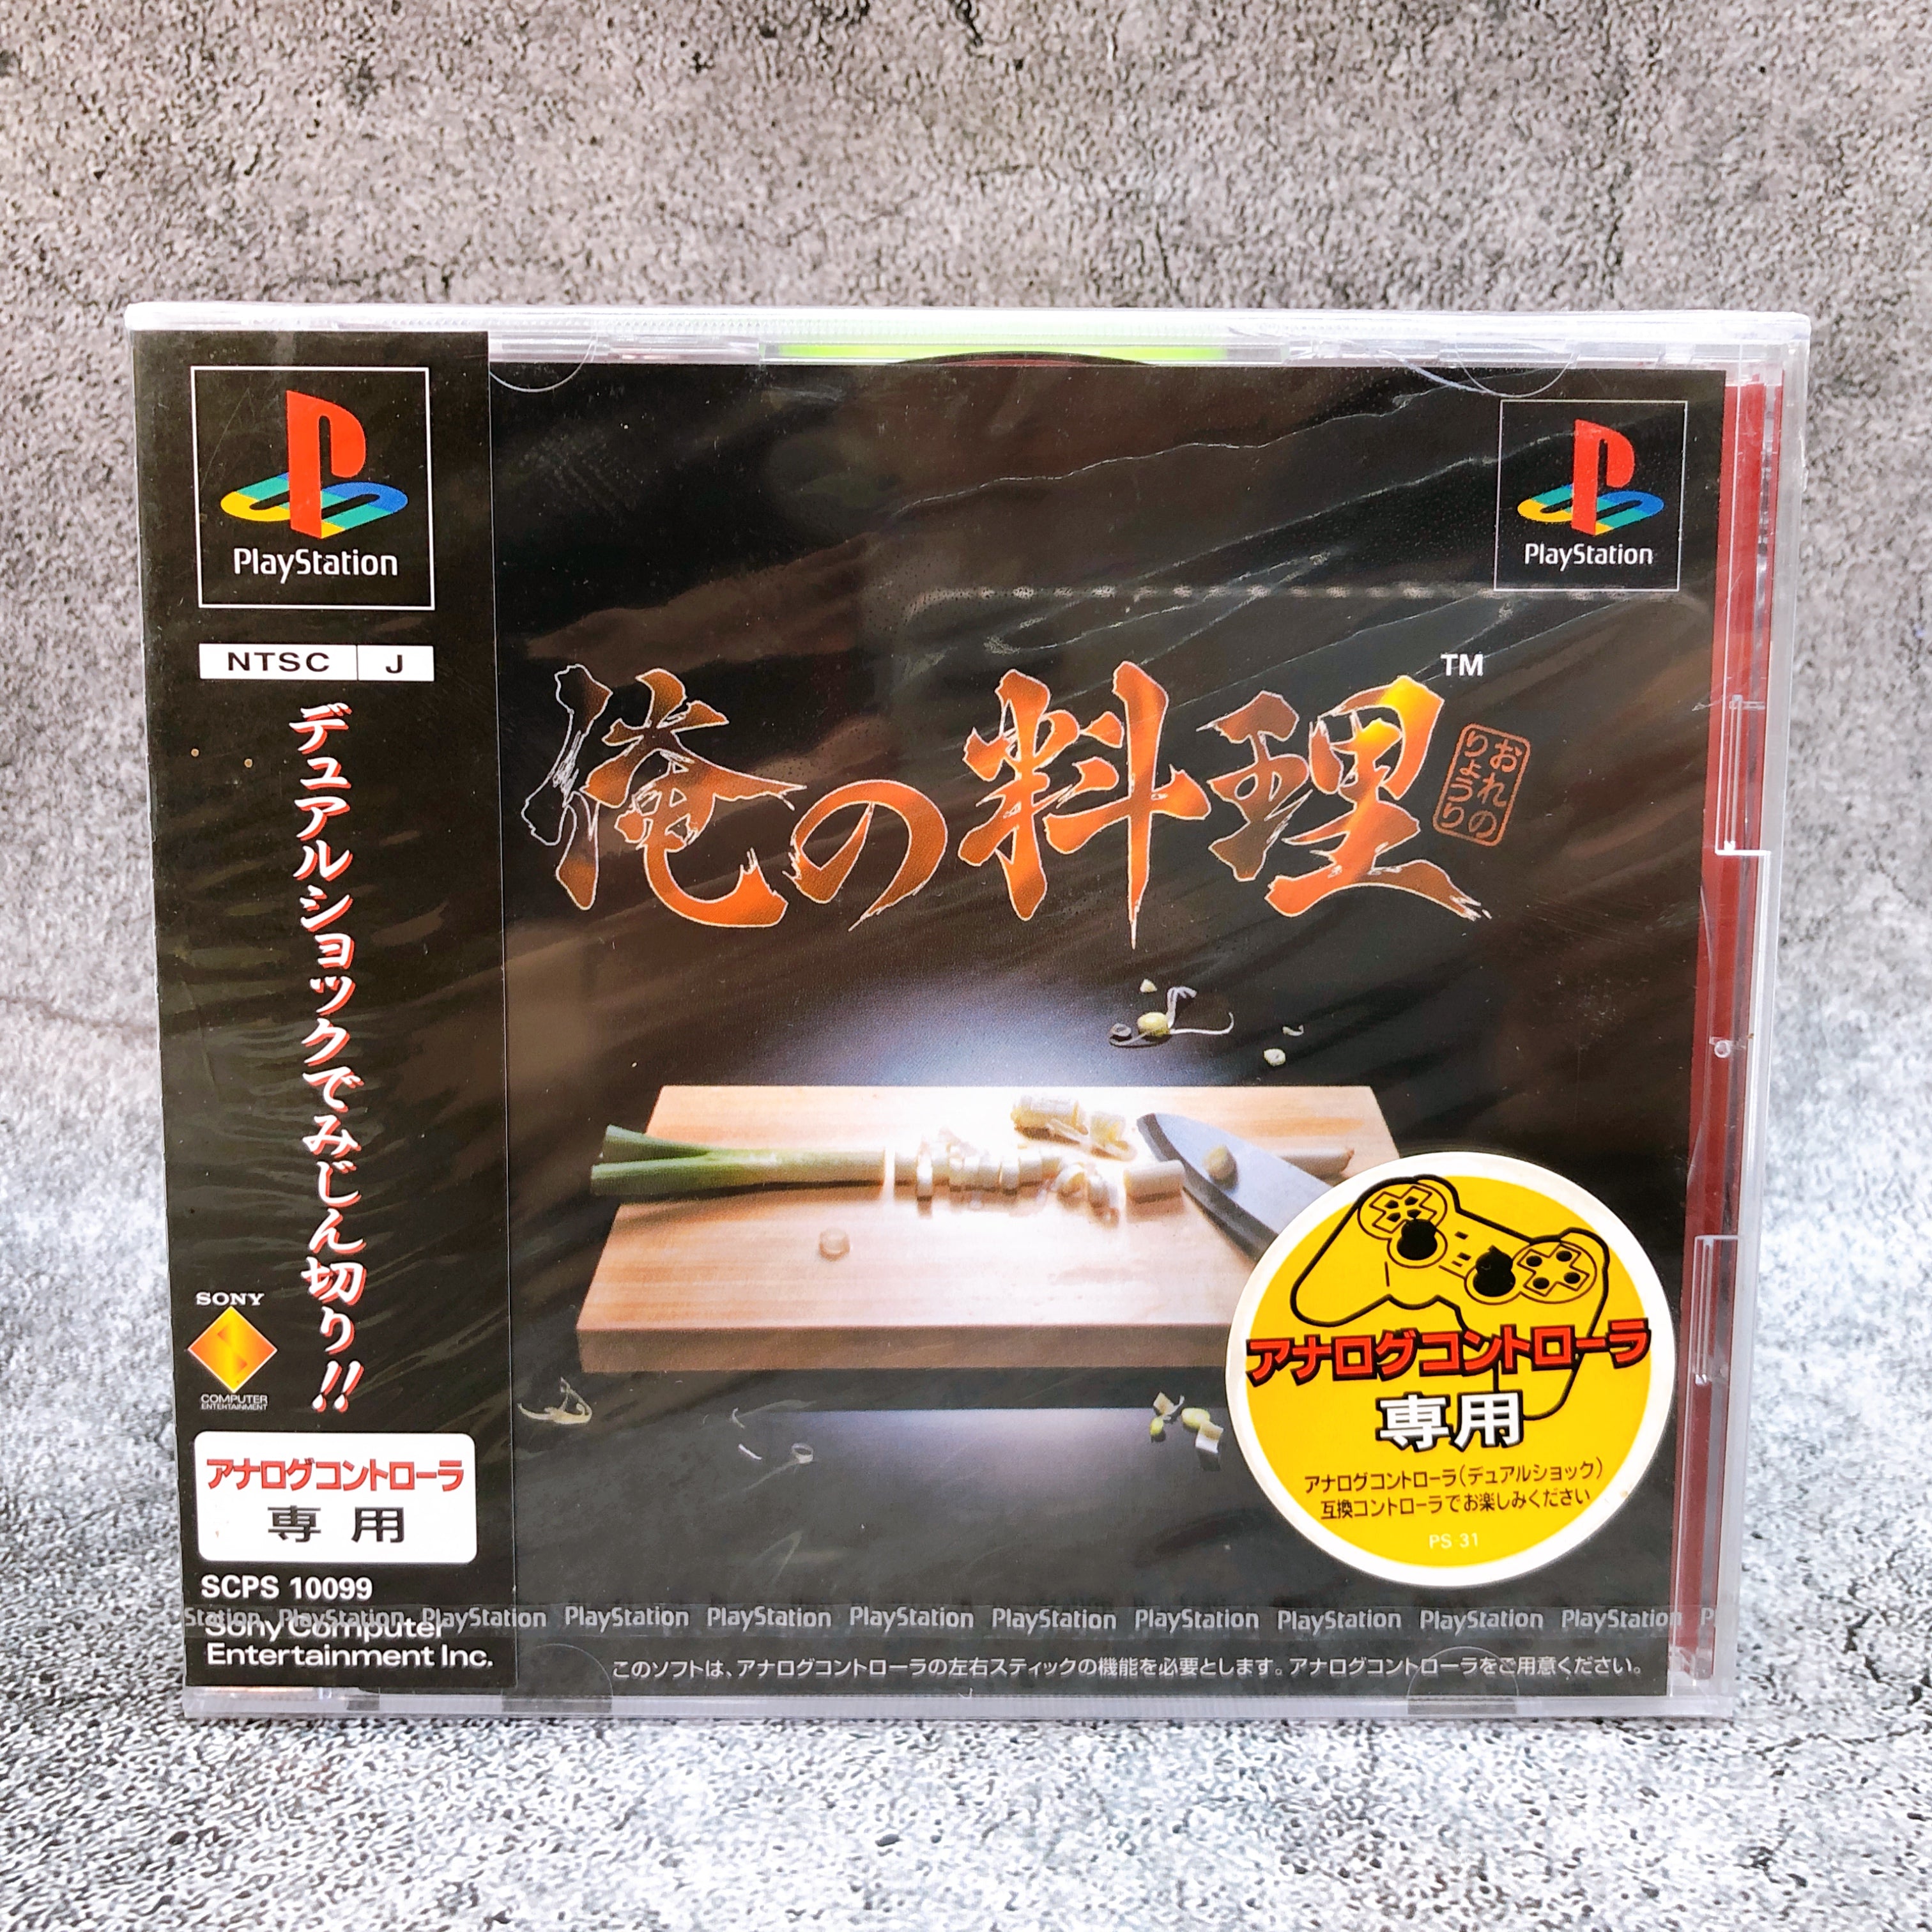 PlayStation
NTSC J
デュアルショックでみじん切り!!
SONY
COMPUTER
ENTERTAINMENT
アナログコントローラ
専用
SCPS 10099
Sony Computer
Entertainment Inc.
PlayStation
俺の料理
TM
おれの
りょうり
アナログコントローラ
専用
アナログコントローラ(デュアルショック)
互換コントローラでお楽しみください
PS 31
Station PlayStation PlayStation PlayStation PlayStation PlayStation PlayStation PlayStation PlayStation PlayStation PlayStation P
このソフトは、アナログコントローラの左右スティックの機能を必要とします。アナログコントローラをご用意ください。